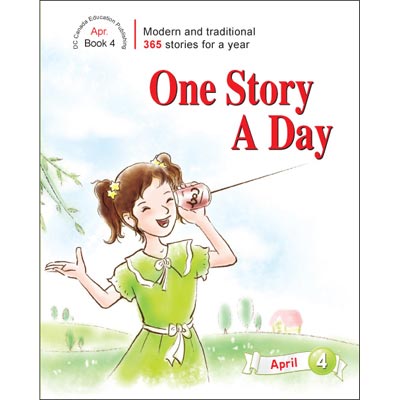 DC Canada Education Publishing
Apr.
Book 4
Modern and traditional
365 stories for a year
One Story
A Day
April 4